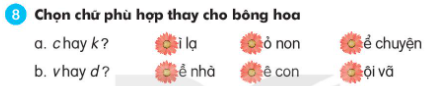 8 Chọn chữ phù hợp thay cho bông hoa
a. c hay k? i lạ ỏ non ể chuyện
b. v hay d? ề nhà ê con ội vã